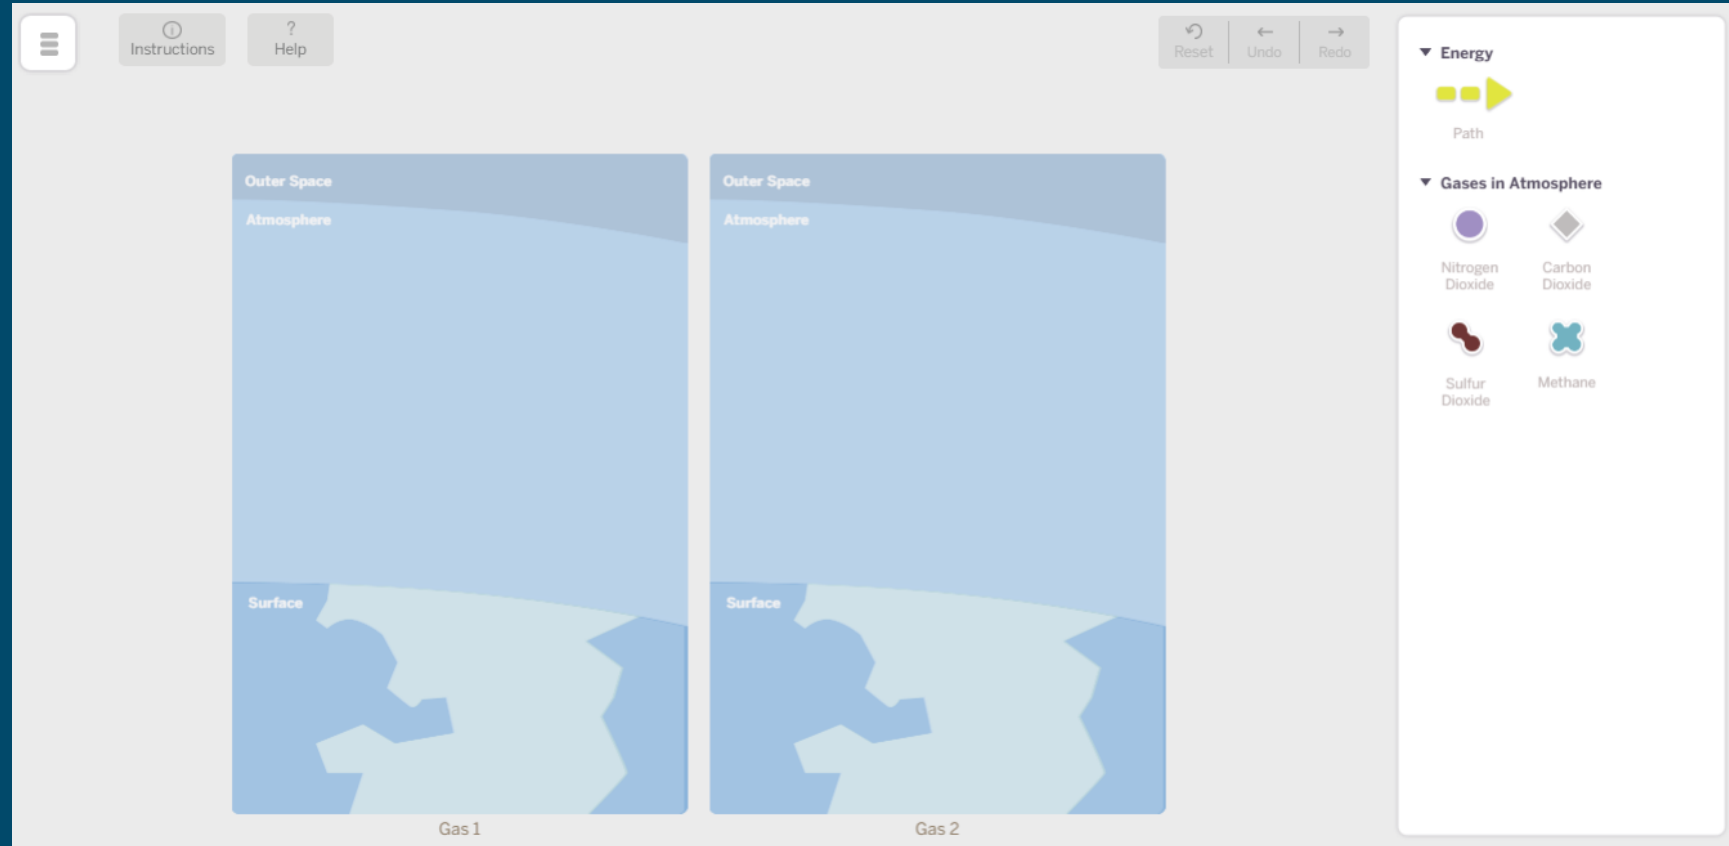 Instructions
? Help
Reset
Undo
Redo
Energy
Path
Gases in Atmosphere
Nitrogen
Dioxide
Carbon
Dioxide
Sulfur
Dioxide
Methane
Outer Space
Atmosphere
Surface
Gas 1
Outer Space
Atmosphere
Surface
Gas 2